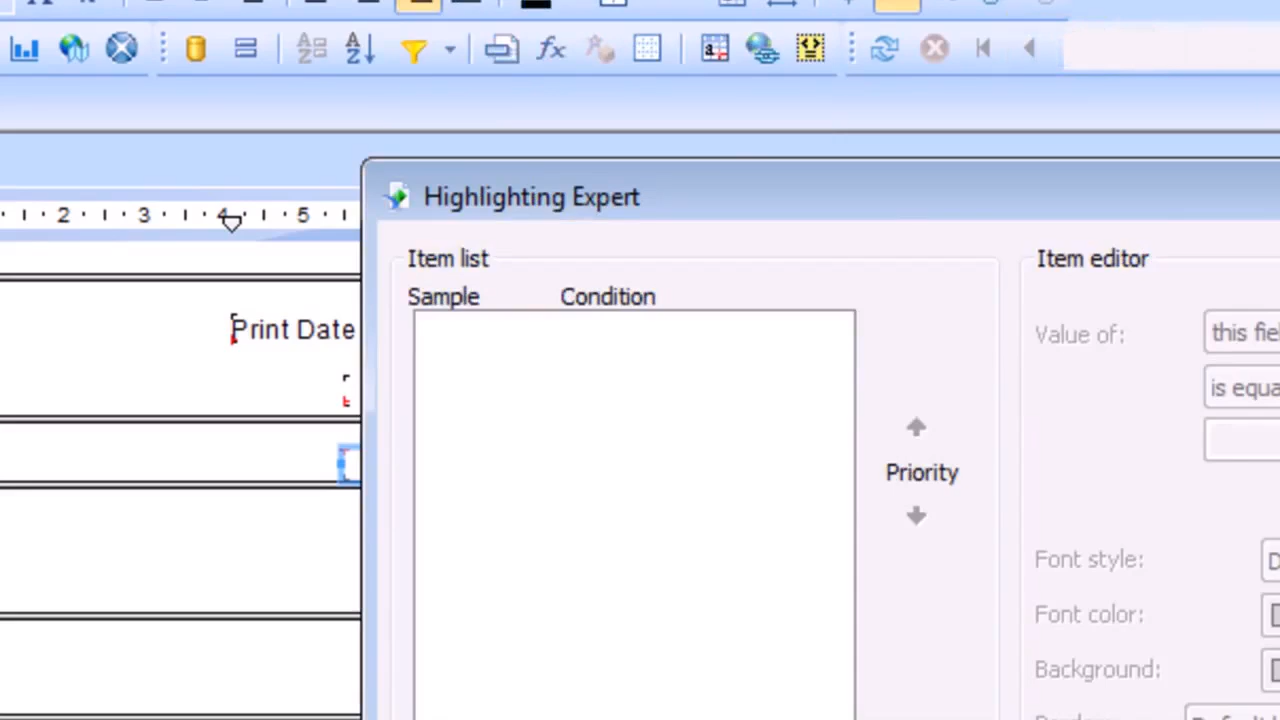 2 3 4 5
Highlighting Expert
Item list
Item editor
Sample Condition
Print Date
Value of:
this fie
is equa
Priority
Font style:
D
Font color:
Background: